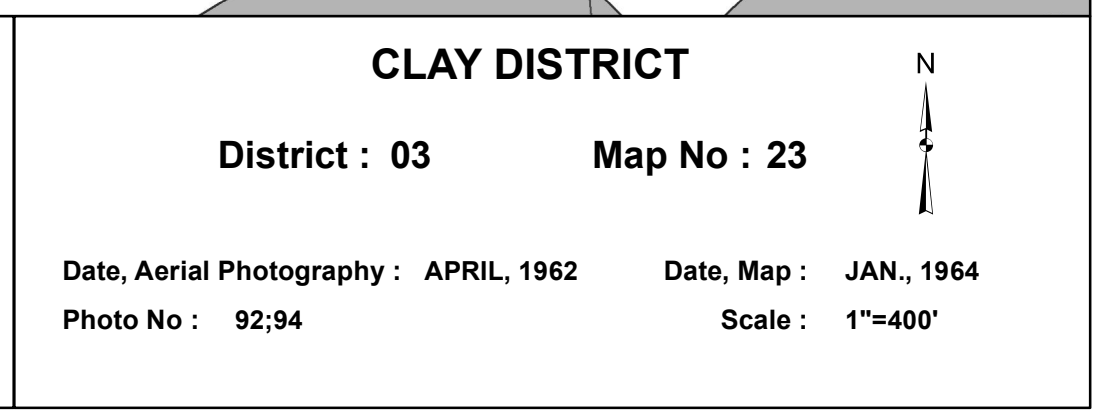 CLAY DISTRICT
N
District : 03 Map No : 23
Date, Aerial Photography : APRIL, 1962 Date, Map : JAN., 1964
Photo No : 92;94 Scale : 1"=400'